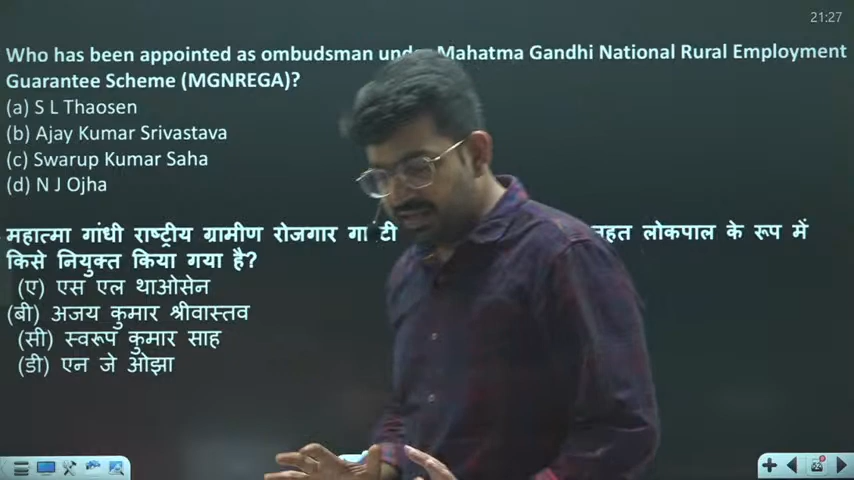 21:27
Who has been appointed as ombudsman under Mahatma Gandhi National Rural Employment
Guarantee Scheme (MGNREGA)?
(a) S L Thaosen
(b) Ajay Kumar Srivastava
(c) Swarup Kumar Saha
(d) N J Ojha
महात्मा गांधी राष्ट्रीय ग्रामीण रोजगार तहत लोकपाल के रूप में
किसे नियुक्त किया गया है?
(ए) एस एल थाओसेन
(बी) अजय कुमार श्रीवास्तव
(सी) स्वरूप कुमार साह
(डी) एन जे ओझा